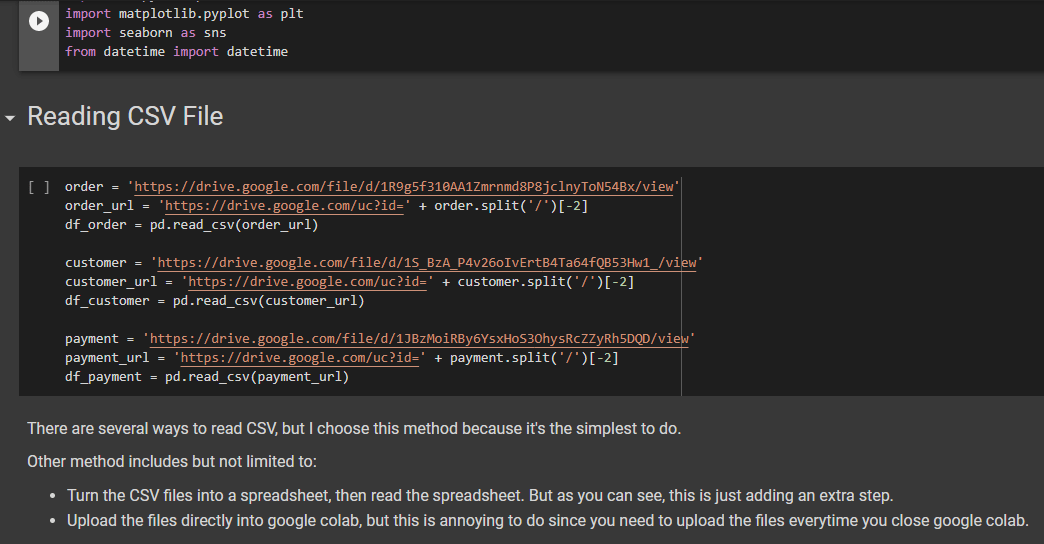 import matplotlib.pyplot as plt
import seaborn as sns
from datetime import datetime
Reading CSV File
[ ] order = 'https://drive.google.com/file/d/1R9g5f310AA1Zmrnmd8P8jclnyToN54Bx/view'
order_url = 'https://drive.google.com/uc?id=' + order.split('/')[-2]
df_order = pd.read_csv(order_url)
customer = 'https://drive.google.com/file/d/1S_BzA_P4v26oIvErtB4Ta64fQB53Hw1_/view'
customer_url = 'https://drive.google.com/uc?id=' + customer.split('/')[-2]
df_customer = pd.read_csv(customer_url)
payment = 'https://drive.google.com/file/d/1JBzMoiRBy6YsxHoS3OhysRcZZyRh5DQD/view'
payment_url = 'https://drive.google.com/uc?id=' + payment.split('/')[-2]
df_payment = pd.read_csv(payment_url)
There are several ways to read CSV, but I choose this method because it's the simplest to do.
Other method includes but not limited to:
• Turn the CSV files into a spreadsheet, then read the spreadsheet. But as you can see, this is just adding an extra step.
• Upload the files directly into google colab, but this is annoying to do since you need to upload the files everytime you close google colab.